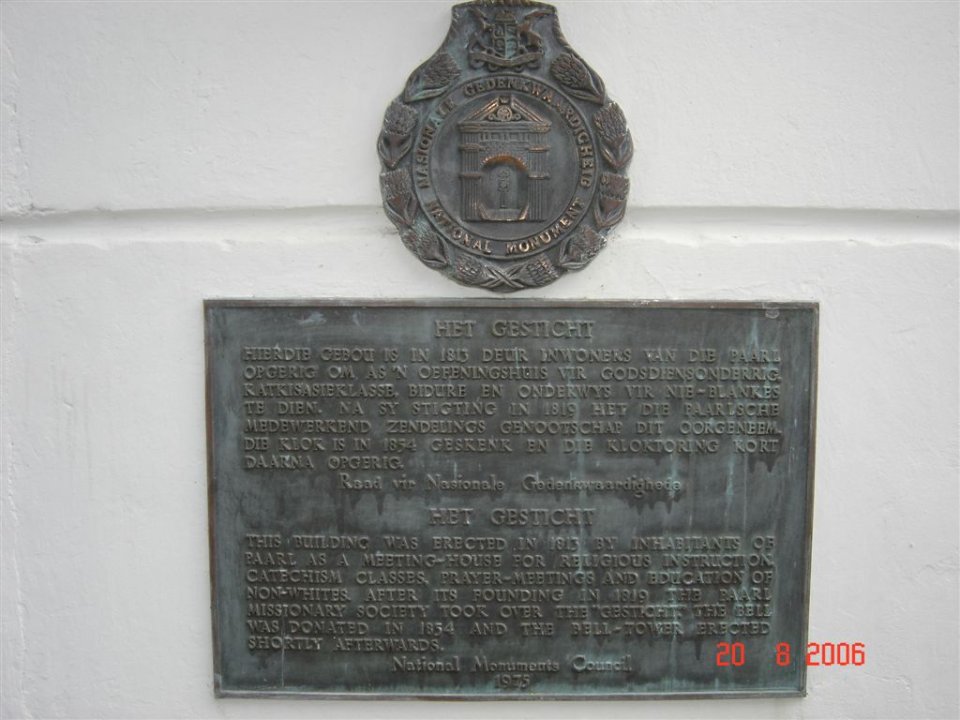 NASIONALE GEDENKWAARDIGHEID
NATIONAL MONUMENT
HET GESTICHT
HIERDIE GEBOU IS IN 1813 DEUR INWONERS VAN DIE PAARL
OPGERIG OM AS 'N OEFENINGSHUIS VIR GODSDIENSONDERRIG,
KATKISASIEKLASSE, BIDURE EN ONDERWYS VIR NIE-BLANKES
TE DIEN. NA SY STIGTING IN 1819 HET DIE PAARLSCHE
MEDEWERKEND ZENDELINGS GENOOTSCHAP DIT OORGENEEM.
DIE KLOK IS IN 1854 GESKENK EN DIE KLOKTORING KORT
DAARNA OPGERIG.
Raad vir Nasionale Gedenkwaardighede
HET GESTICHT
THIS BUILDING WAS ERECTED IN 1813 BY INHABITANTS OF
PAARL AS A MEETING-HOUSE FOR RELIGIOUS INSTRUCTION,
CATECHISM CLASSES, PRAYER-MEETINGS AND EDUCATION OF
NON-WHITES. AFTER ITS FOUNDING IN 1819 THE PAARL
MISSIONARY SOCIETY TOOK OVER THE GESTICHT. THE BELL
WAS DONATED IN 1854 AND THE BELL-TOWER ERECTED
SHORTLY AFTERWARDS.
National Monuments Council
1975
20 8 2006